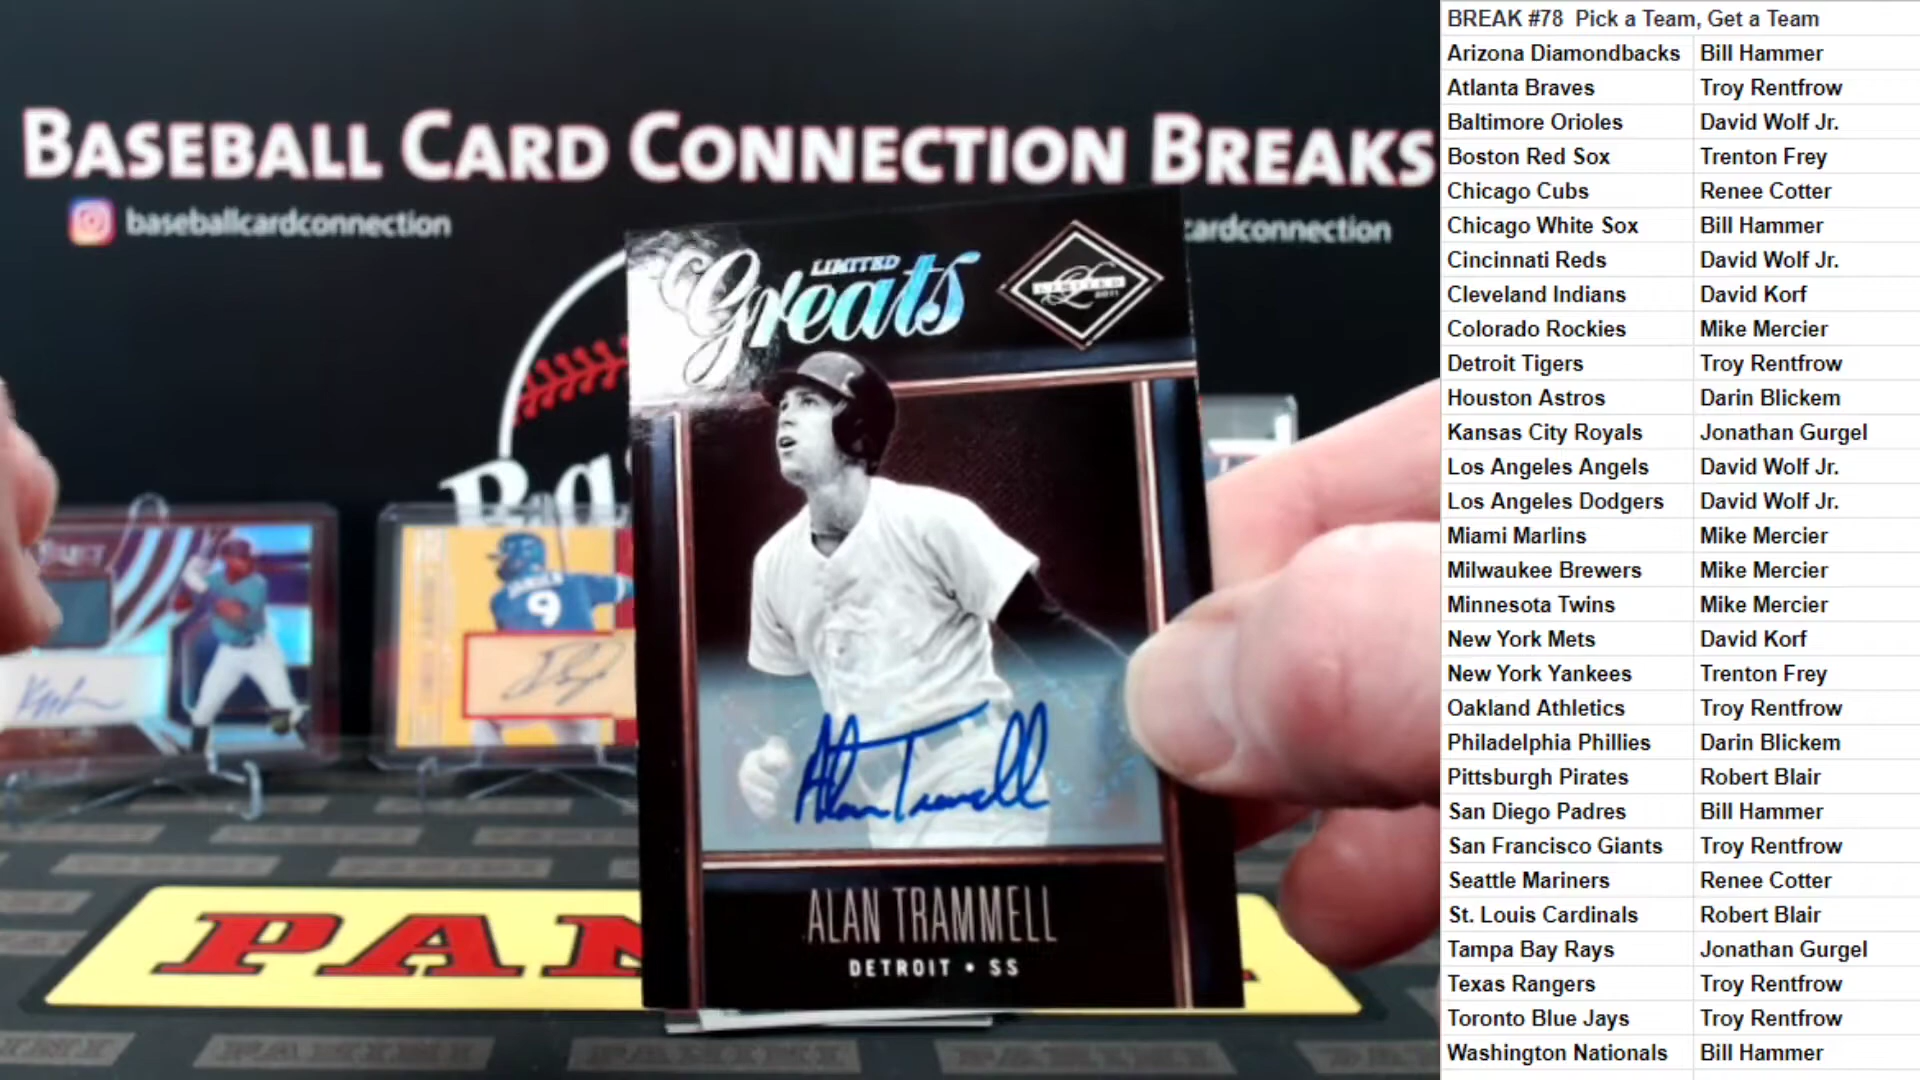 BASEBALL CARD CONNECTION BREAKS
baseballcardconnection
cardconnection
LIMITED
Greats
LIMITED
2011
9
Alan Trammell
ALAN TRAMMELL
DETROIT • SS
PAN
BREAK #78 Pick a Team, Get a Team
Arizona Diamondbacks Bill Hammer
Atlanta Braves Troy Rentfrow
Baltimore Orioles David Wolf Jr.
Boston Red Sox Trenton Frey
Chicago Cubs Renee Cotter
Chicago White Sox Bill Hammer
Cincinnati Reds David Wolf Jr.
Cleveland Indians David Korf
Colorado Rockies Mike Mercier
Detroit Tigers Troy Rentfrow
Houston Astros Darin Blickem
Kansas City Royals Jonathan Gurgel
Los Angeles Angels David Wolf Jr.
Los Angeles Dodgers David Wolf Jr.
Miami Marlins Mike Mercier
Milwaukee Brewers Mike Mercier
Minnesota Twins Mike Mercier
New York Mets David Korf
New York Yankees Trenton Frey
Oakland Athletics Troy Rentfrow
Philadelphia Phillies Darin Blickem
Pittsburgh Pirates Robert Blair
San Diego Padres Bill Hammer
San Francisco Giants Troy Rentfrow
Seattle Mariners Renee Cotter
St. Louis Cardinals Robert Blair
Tampa Bay Rays Jonathan Gurgel
Texas Rangers Troy Rentfrow
Toronto Blue Jays Troy Rentfrow
Washington Nationals Bill Hammer